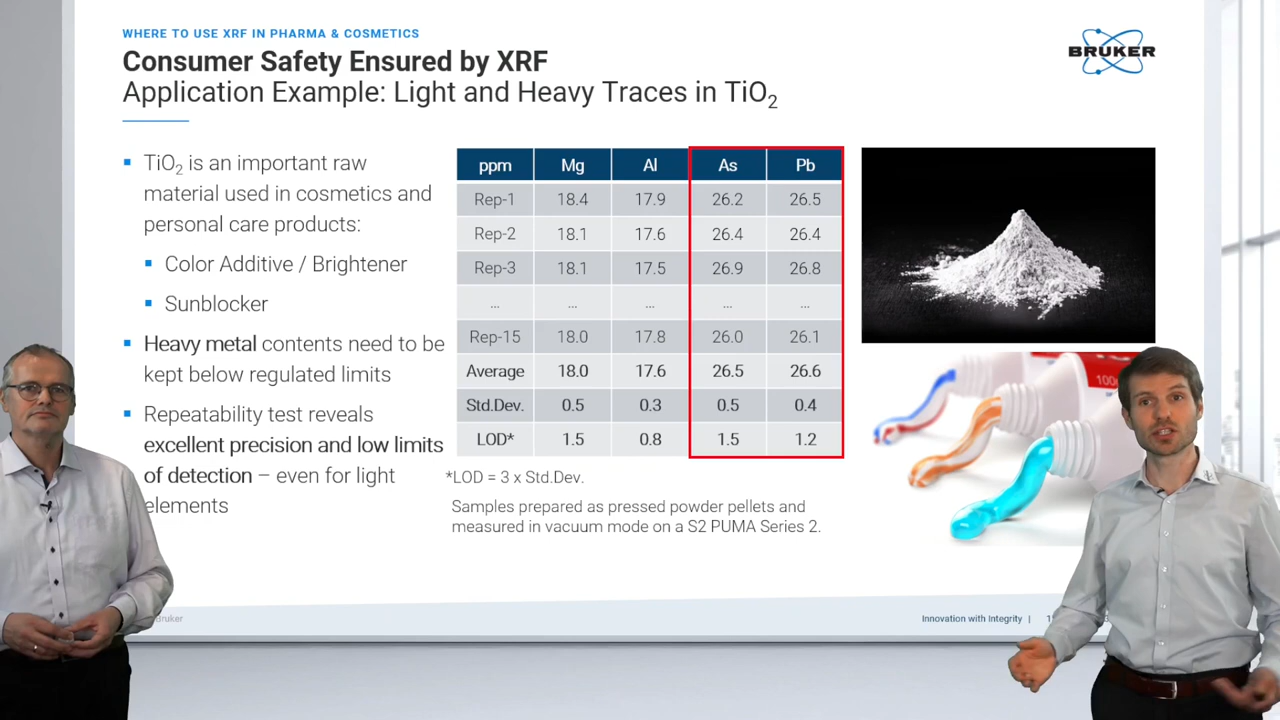 WHERE TO USE XRF IN PHARMA & COSMETICS
Consumer Safety Ensured by XRF
Application Example: Light and Heavy Traces in TiO₂
BRUKER
▪ TiO₂ is an important raw
material used in cosmetics and
personal care products:
▪ Color Additive / Brightener
▪ Sunblocker
▪ Heavy metal contents need to be
kept below regulated limits
▪ Repeatability test reveals
excellent precision and low limits
of detection – even for light
elements
ppm Mg Al As Pb
Rep-1 18.4 17.9 26.2 26.5
Rep-2 18.1 17.6 26.4 26.4
Rep-3 18.1 17.5 26.9 26.8
... ... ... ... ...
Rep-15 18.0 17.8 26.0 26.1
Average 18.0 17.6 26.5 26.6
Std.Dev. 0.5 0.3 0.5 0.4
LOD* 1.5 0.8 1.5 1.2
*LOD = 3 x Std.Dev.
Samples prepared as pressed powder pellets and
measured in vacuum mode on a S2 PUMA Series 2.
100
Bruker
Innovation with Integrity |